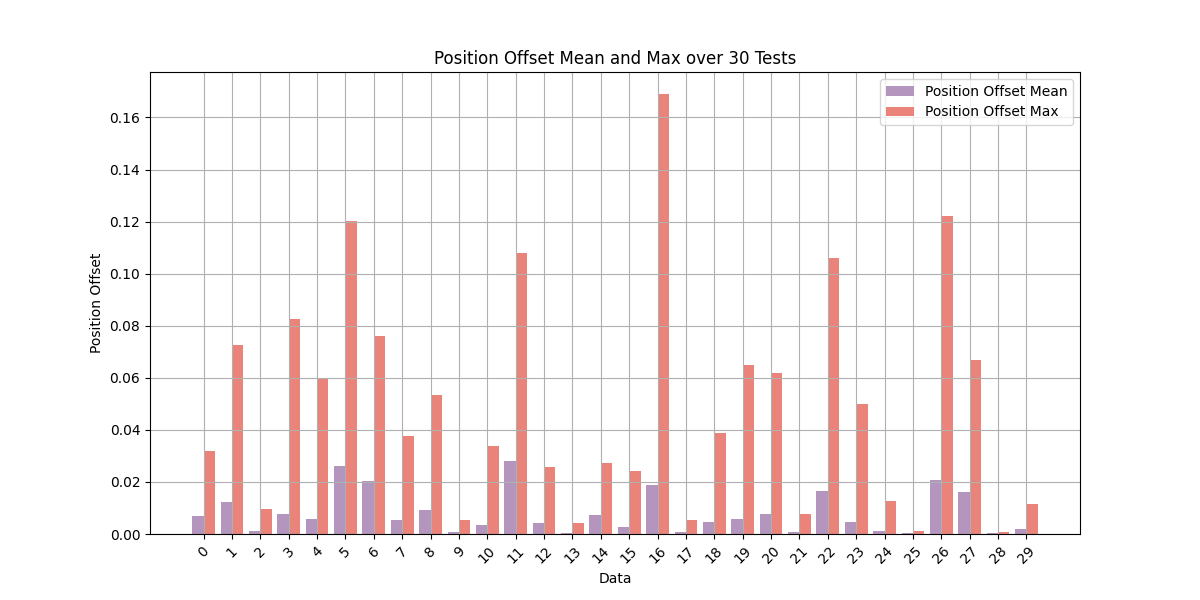 Position Offset Mean and Max over 30 Tests
Position Offset Mean
Position Offset Max
0.16
0.14
0.12
0.10
0.08
0.06
0.04
0.02
0.00
Position Offset
0 1 2 3 4 5 6 7 8 9 10 11 12 13 14 15 16 17 18 19 20 21 22 23 24 25 26 27 28 29
Data